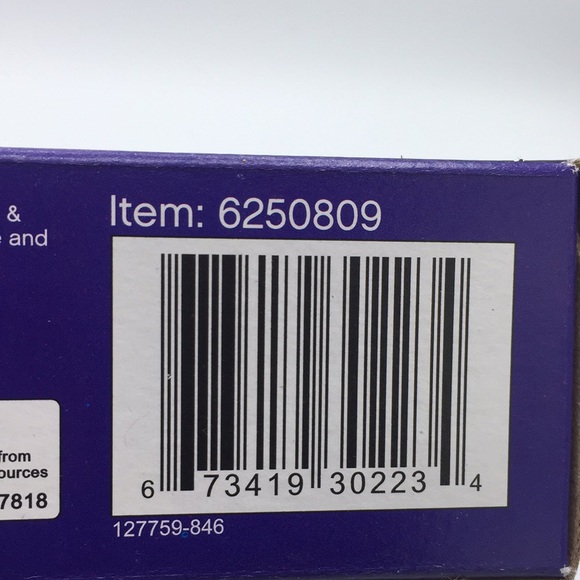 &
and
Item: 6250809
from
ources
7818
6 73419 30223 4
127759-846